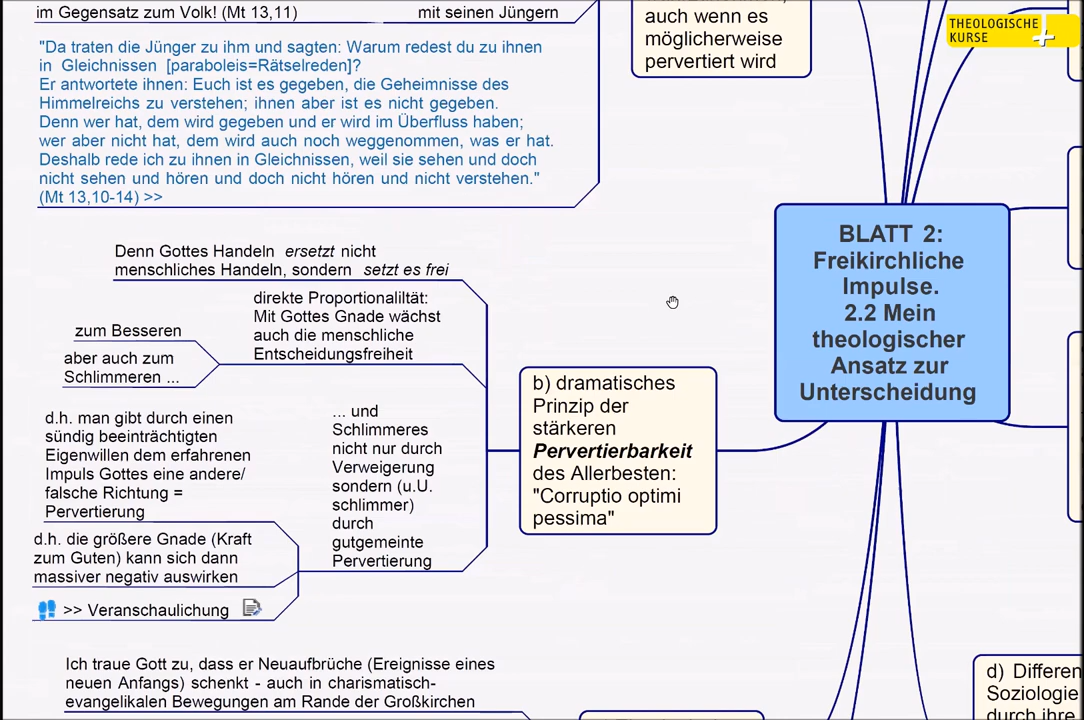 im Gegensatz zum Volk! (Mt 13,11)
mit seinen Jüngern
"Da traten die Jünger zu ihm und sagten: Warum redest du zu ihnen
in Gleichnissen [paraboleis=Rätselreden]?
Er antwortete ihnen: Euch ist es gegeben, die Geheimnisse des
Himmelreichs zu verstehen; ihnen aber ist es nicht gegeben.
Denn wer hat, dem wird gegeben und er wird im Überfluss haben;
wer aber nicht hat, dem wird auch noch weggenommen, was er hat.
Deshalb rede ich zu ihnen in Gleichnissen, weil sie sehen und doch
nicht sehen und hören und doch nicht hören und nicht verstehen."
(Mt 13,10-14) >>
auch wenn es
möglicherweise
pervertiert wird
THEOLOGISCHE
KURSE
BLATT 2:
Freikirchliche
Impulse.
2.2 Mein
theologischer
Ansatz zur
Unterscheidung
b) dramatisches
Prinzip der
stärkeren
Pervertierbarkeit
des Allerbesten:
"Corruptio optimi
pessima"
Denn Gottes Handeln ersetzt nicht
menschliches Handeln, sondern setzt es frei
direkte Proportionaliltät:
Mit Gottes Gnade wächst
auch die menschliche
Entscheidungsfreiheit
zum Besseren
aber auch zum
Schlimmeren ...
... und
Schlimmeres
nicht nur durch
Verweigerung
sondern (u.U.
schlimmer)
durch
gutgemeinte
Pervertierung
d.h. man gibt durch einen
sündig beeinträchtigten
Eigenwillen dem erfahrenen
Impuls Gottes eine andere/
falsche Richtung =
Pervertierung
d.h. die größere Gnade (Kraft
zum Guten) kann sich dann
massiver negativ auswirken
>> Veranschaulichung
Ich traue Gott zu, dass er Neuaufbrüche (Ereignisse eines
neuen Anfangs) schenkt - auch in charismatisch-
evangelikalen Bewegungen am Rande der Großkirchen
d) Differen
Soziologie
durch ihre